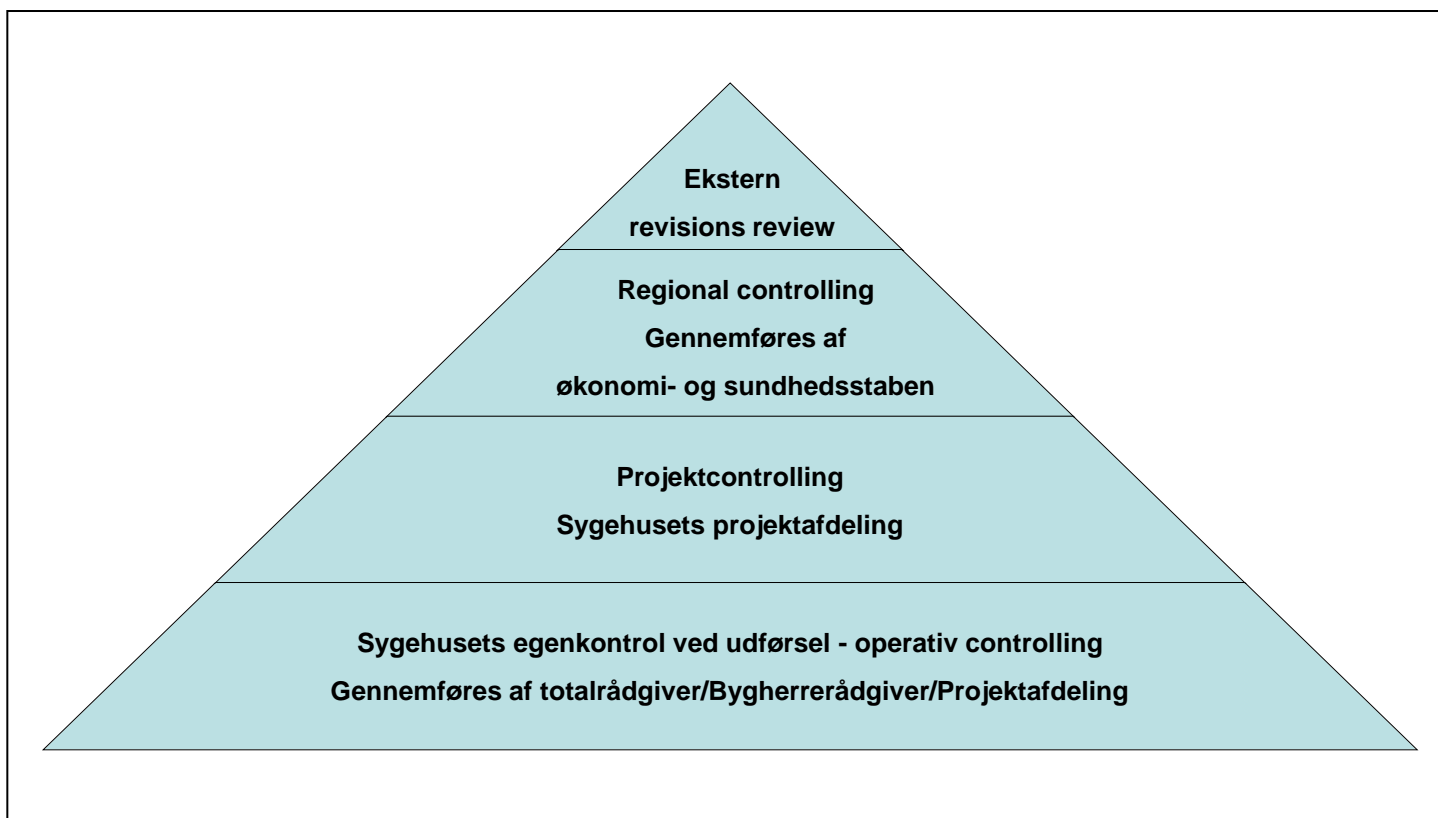 Ekstern
revisions review
Regional controlling
Gennemføres af
økonomi- og sundhedsstaben
Projektcontrolling
Sygehusets projektafdeling
Sygehusets egenkontrol ved udførsel - operativ controlling
Gennemføres af totalrådgiver/Bygherrerådgiver/Projektafdeling